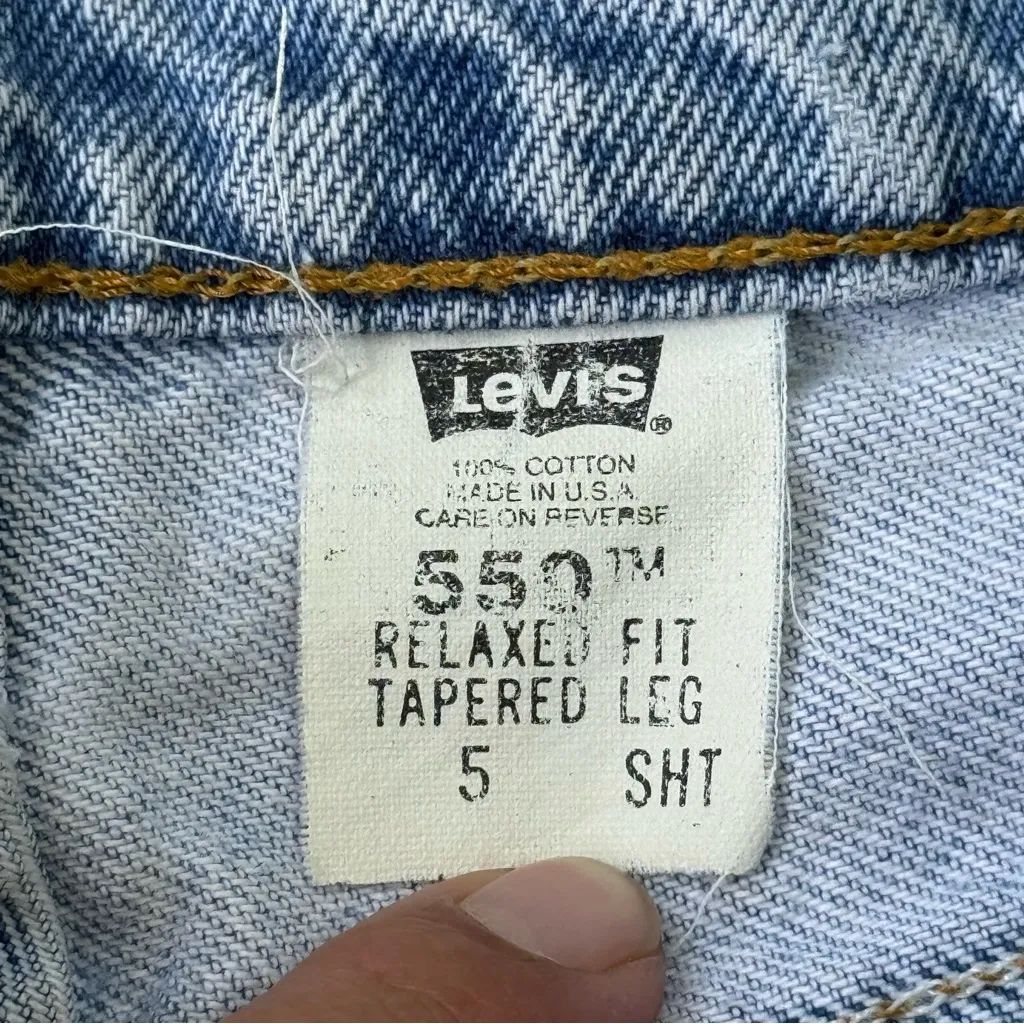 Levi's ®
100% COTTON
MADE IN U.S.A.
CARE ON REVERSE
550™
RELAXED FIT
TAPERED LEG
5 SHT